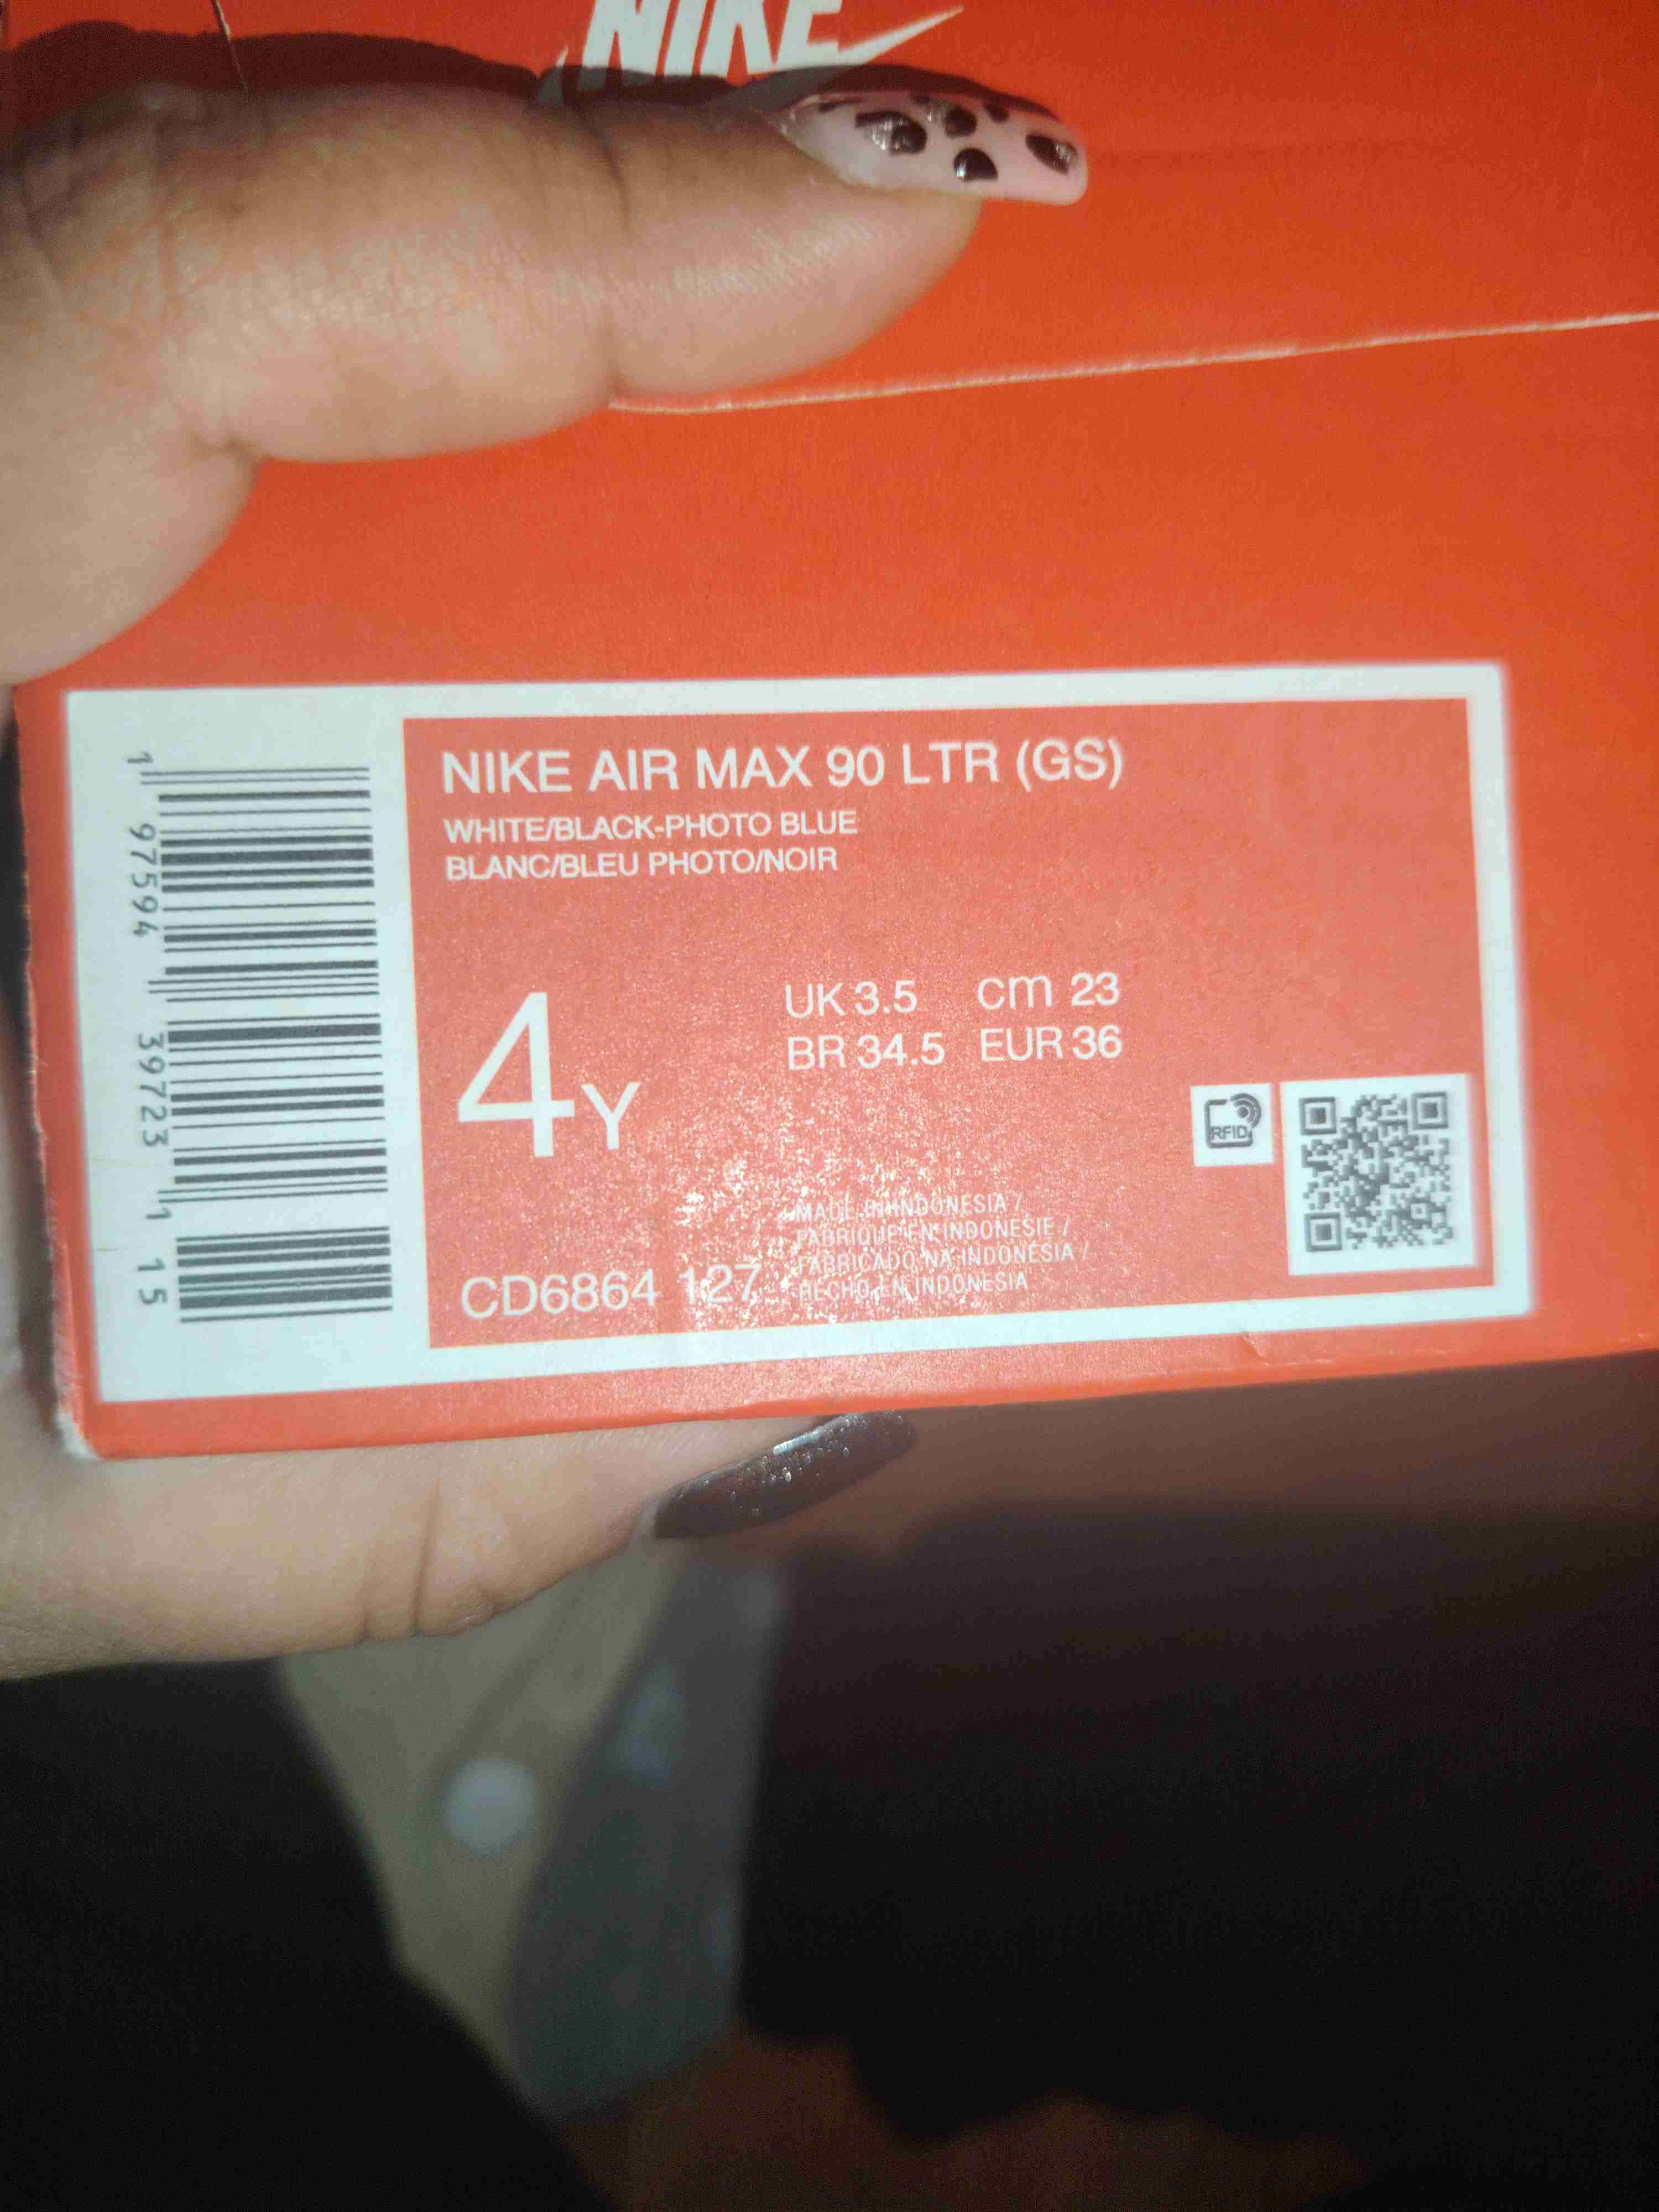 NIKE
NIKE AIR MAX 90 LTR (GS)
WHITE/BLACK-PHOTO BLUE
BLANC/BLEU PHOTO/NOIR
4Y
UK 3.5 cm 23
BR 34.5 EUR 36
RFID
MADE IN INDONESIA /
FABRIQUE EN INDONESIE /
FABRICADO NA INDONÉSIA /
HECHO EN INDONESIA
CD6864 127
1 97594 39723 1 15